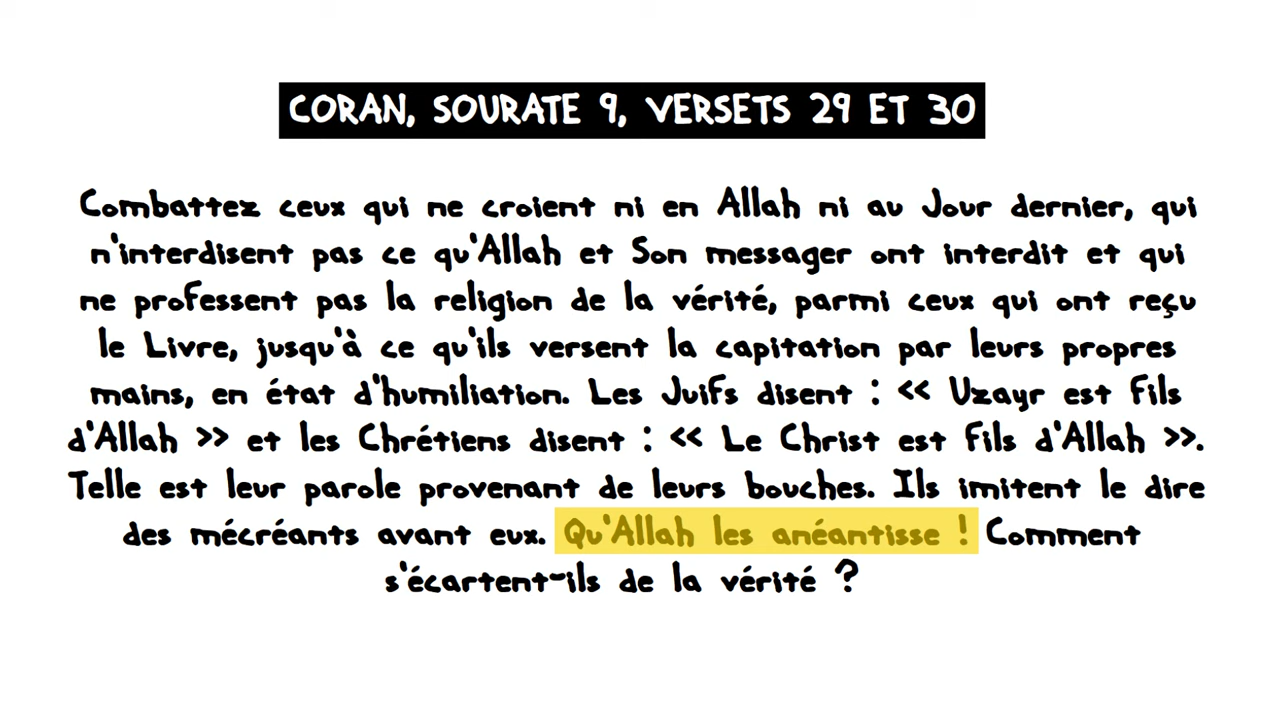 CORAN, SOURATE 9, VERSETS 29 ET 30
Combattez ceux qui ne croient ni en Allah ni au Jour dernier, qui
n'interdisent pas ce qu'Allah et Son messager ont interdit et qui
ne professent pas la religion de la vérité, parmi ceux qui ont reçu
le Livre, jusqu'à ce qu'ils versent la capitation par leurs propres
mains, en état d'humiliation. Les Juifs disent : << Uzayr est fils
d'Allah >> et les Chrétiens disent : << Le Christ est fils d'Allah >>.
Telle est leur parole provenant de leurs bouches. Ils imitent le dire
des mécréants avant eux. Qu'Allah les anéantisse ! Comment
s'écartent-ils de la vérité ?